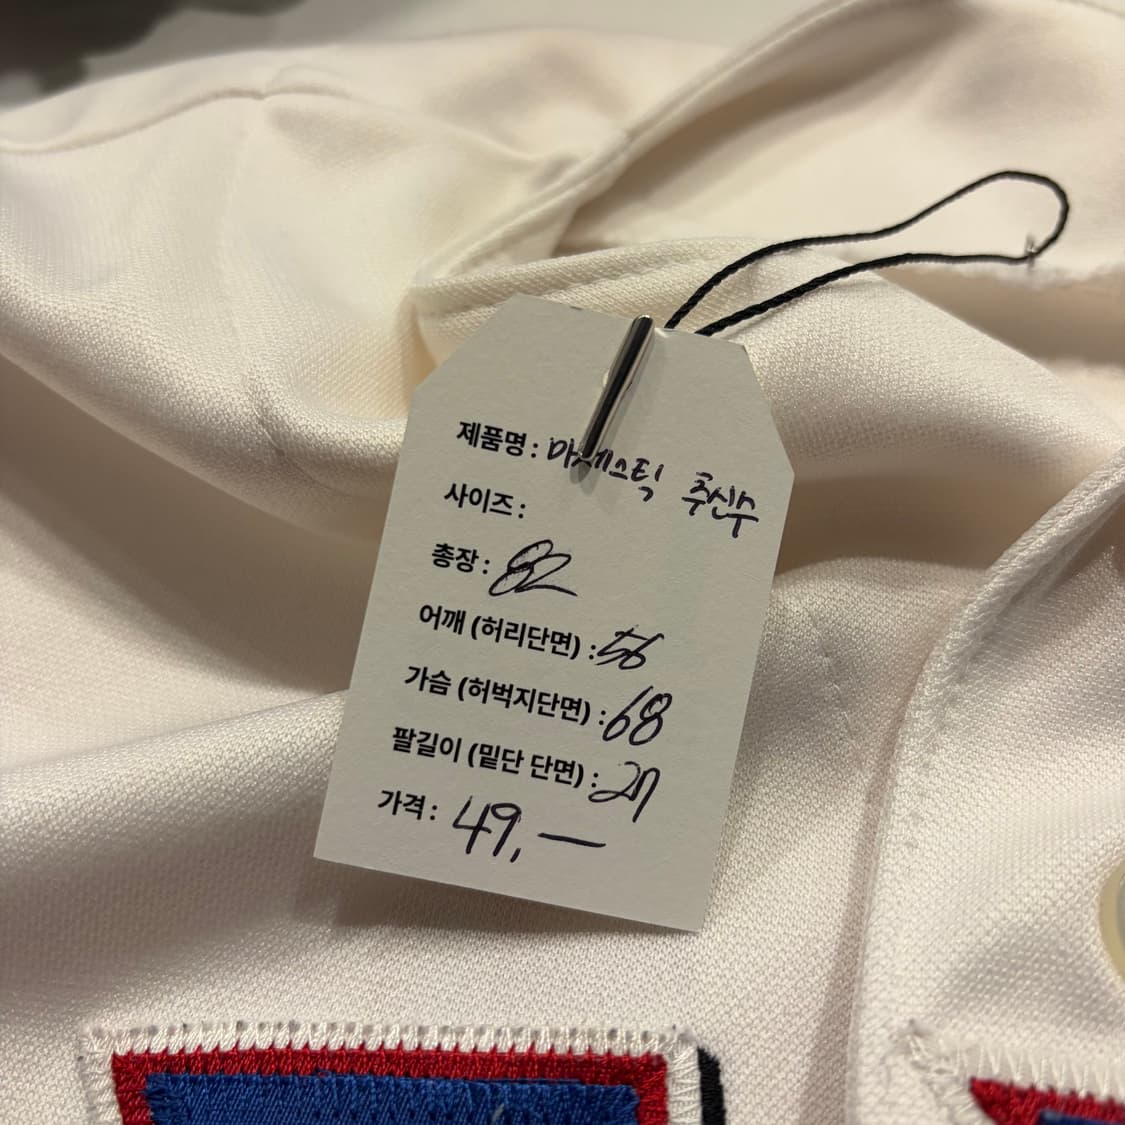 제품명 : 마제스틱 추신수
사이즈 :
총장 : 82
어깨 (허리단면) : 56
가슴 (허벅지단면) : 68
팔길이 (밑단 단면) : 27
가격 : 49,—